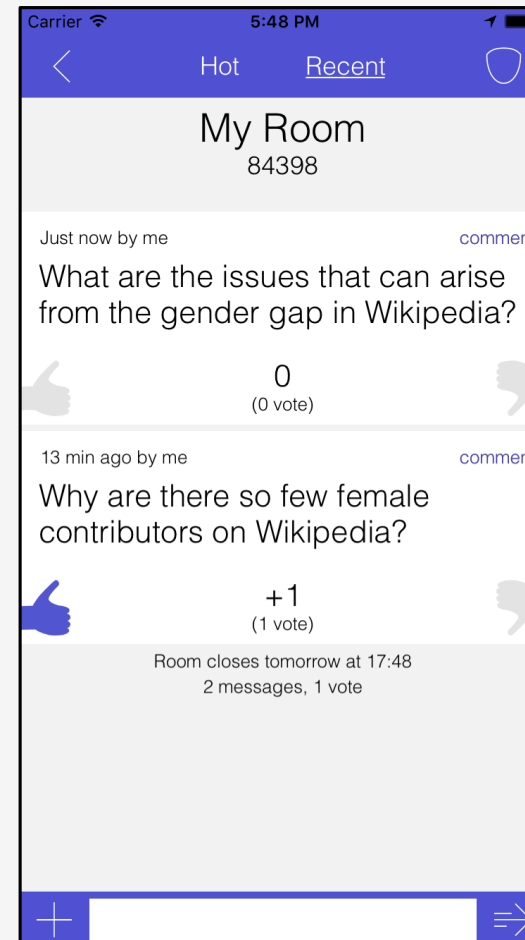 Carrier 5:48 PM
Hot Recent
My Room
84398
Just now by me commen
What are the issues that can arise
from the gender gap in Wikipedia?
0
(0 vote)
13 min ago by me commen
Why are there so few female
contributors on Wikipedia?
+1
(1 vote)
Room closes tomorrow at 17:48
2 messages, 1 vote